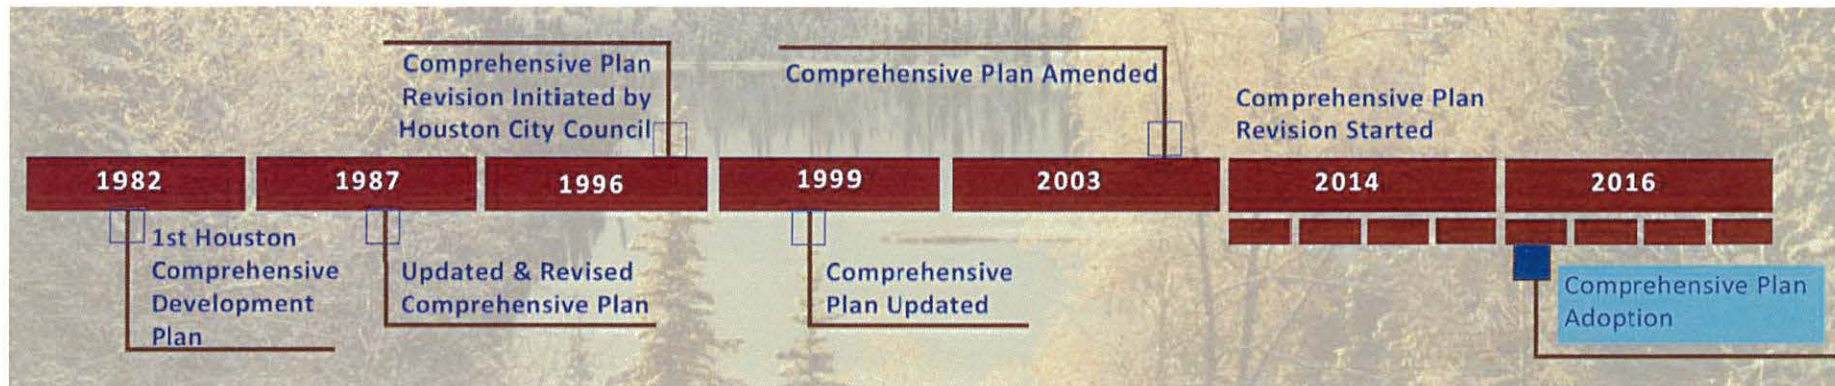 Comprehensive Plan
Revision Initiated by
Houston City Council
Comprehensive Plan Amended
Comprehensive Plan
Revision Started
1982
1987
1996
1999
2003
2014
2016
1st Houston
Comprehensive
Development
Plan
Updated & Revised
Comprehensive Plan
Comprehensive
Plan Updated
Comprehensive Plan
Adoption